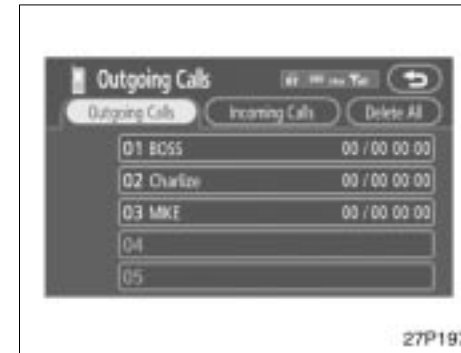 Outgoing Calls
Outgoing Calls Incoming Calls Delete All
01 BOSS 00 / 00 00 00
02 Charlize 00 / 00 00 00
03 MIKE 00 / 00 00 00
04
05
27P197